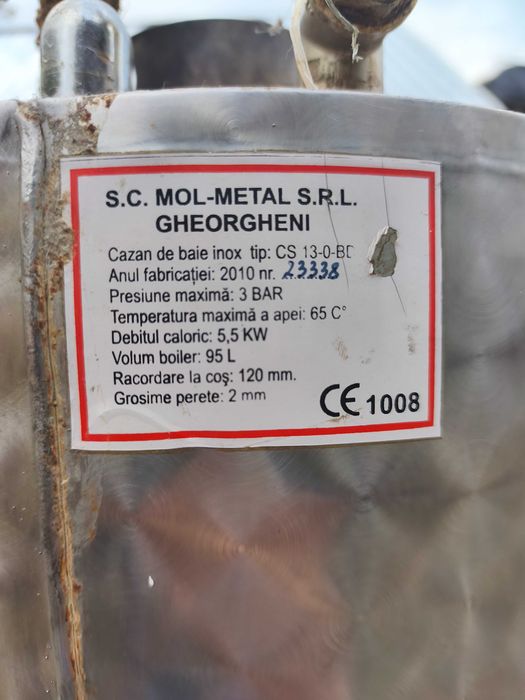 S.C. MOL-METAL S.R.L.
GHEORGHENI
Cazan de baie inox tip: CS 13-0-BD
Anul fabricației: 2010 nr. 23338
Presiune maximă: 3 BAR
Temperatura maximă a apei: 65 C°
Debitul caloric: 5,5 KW
Volum boiler: 95 L
Racordare la coş: 120 mm.
Grosime perete: 2 mm
CE 1008